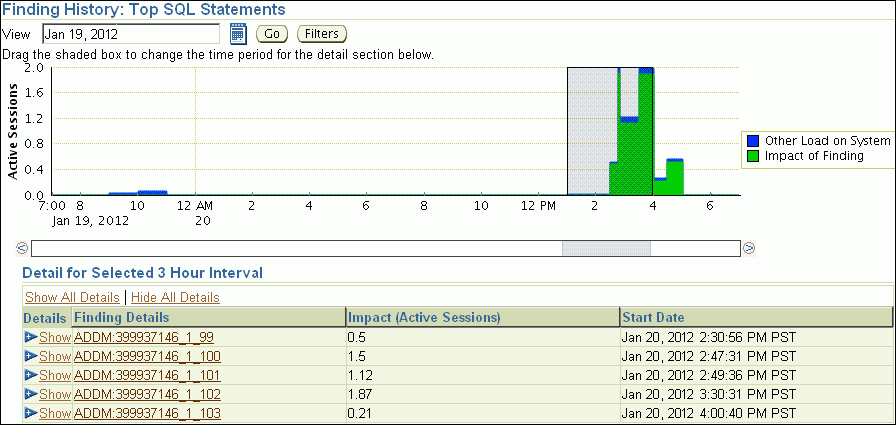 Finding History: Top SQL Statements
View Jan 19, 2012 Go Filters
Drag the shaded box to change the time period for the detail section below.
Active Sessions
2.0
1.6
1.2
0.8
0.4
0.0
7:00 8 10 12 AM 2 4 6 8 10 12 PM 2 4 6
Jan 19, 2012 20
Other Load on System
Impact of Finding
Detail for Selected 3 Hour Interval
Show All Details | Hide All Details
Details Finding Details Impact (Active Sessions) Start Date
Show ADDM:399937146_1_99 0.5 Jan 20, 2012 2:30:56 PM PST
Show ADDM:399937146_1_100 1.5 Jan 20, 2012 2:47:31 PM PST
Show ADDM:399937146_1_101 1.12 Jan 20, 2012 2:49:36 PM PST
Show ADDM:399937146_1_102 1.87 Jan 20, 2012 3:30:31 PM PST
Show ADDM:399937146_1_103 0.21 Jan 20, 2012 4:00:40 PM PST